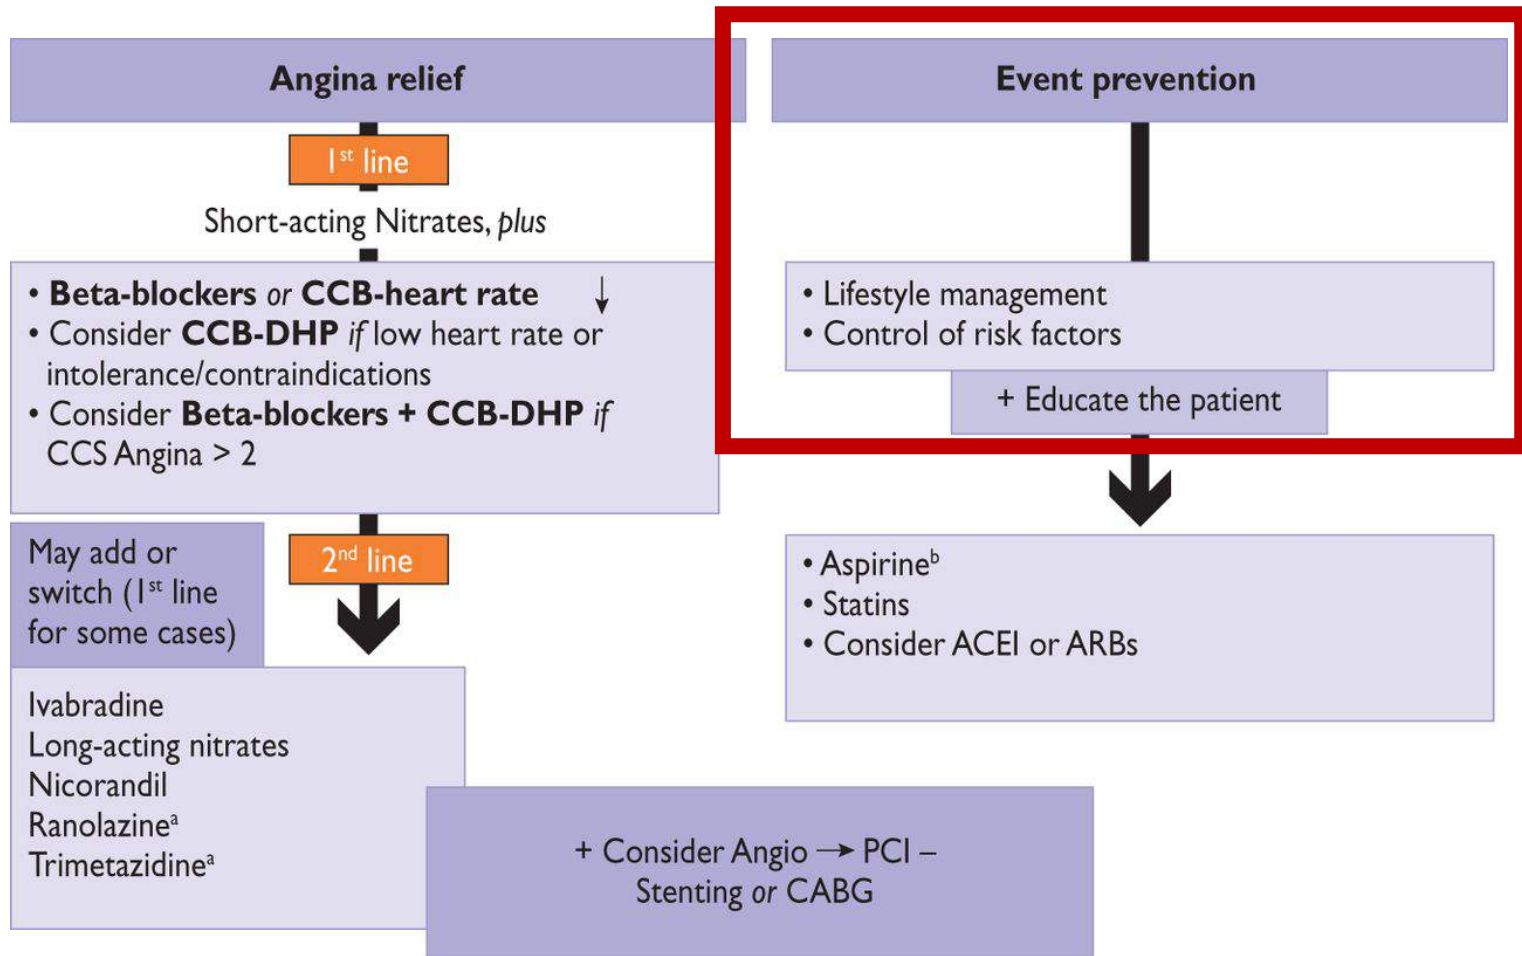 Angina relief
1st line
Short-acting Nitrates, plus
• Beta-blockers or CCB-heart rate ↓
• Consider CCB-DHP if low heart rate or
intolerance/contraindications
• Consider Beta-blockers + CCB-DHP if
CCS Angina > 2
2nd line
May add or
switch (1st line
for some cases)
Ivabradine
Long-acting nitrates
Nicorandil
Ranolazineᵃ
Trimetazidineᵃ
+ Consider Angio → PCI –
Stenting or CABG
Event prevention
• Lifestyle management
• Control of risk factors
+ Educate the patient
• Aspirineᵇ
• Statins
• Consider ACEI or ARBs